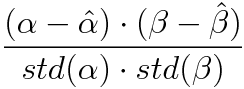 (α − α̂) · (β − β̂)
std(α) · std(β)